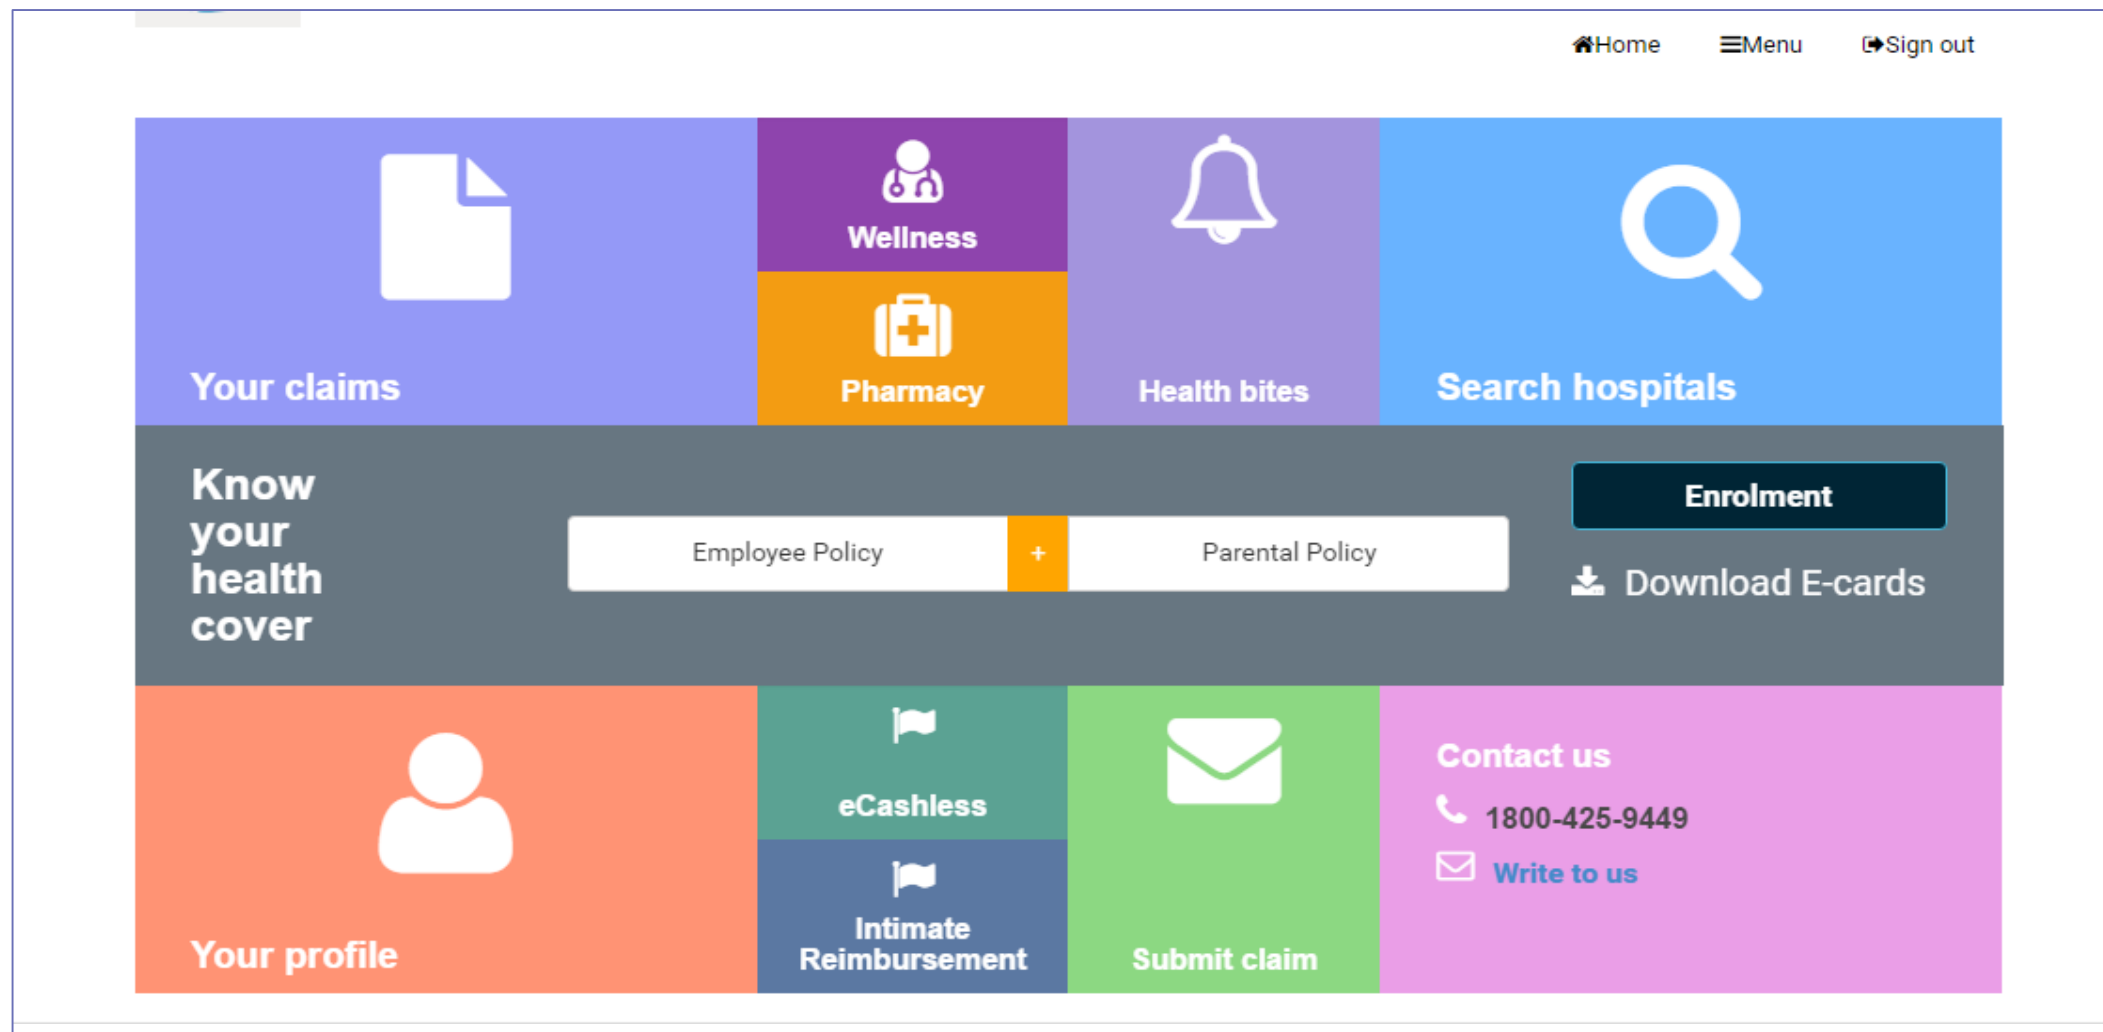 Home Menu Sign out
Wellness
Pharmacy
Your claims
Health bites
Search hospitals
Know
your
health
cover
Employee Policy + Parental Policy
Enrolment
Download E-cards
Your profile
eCashless
Intimate
Reimbursement
Submit claim
Contact us
1800-425-9449
Write to us